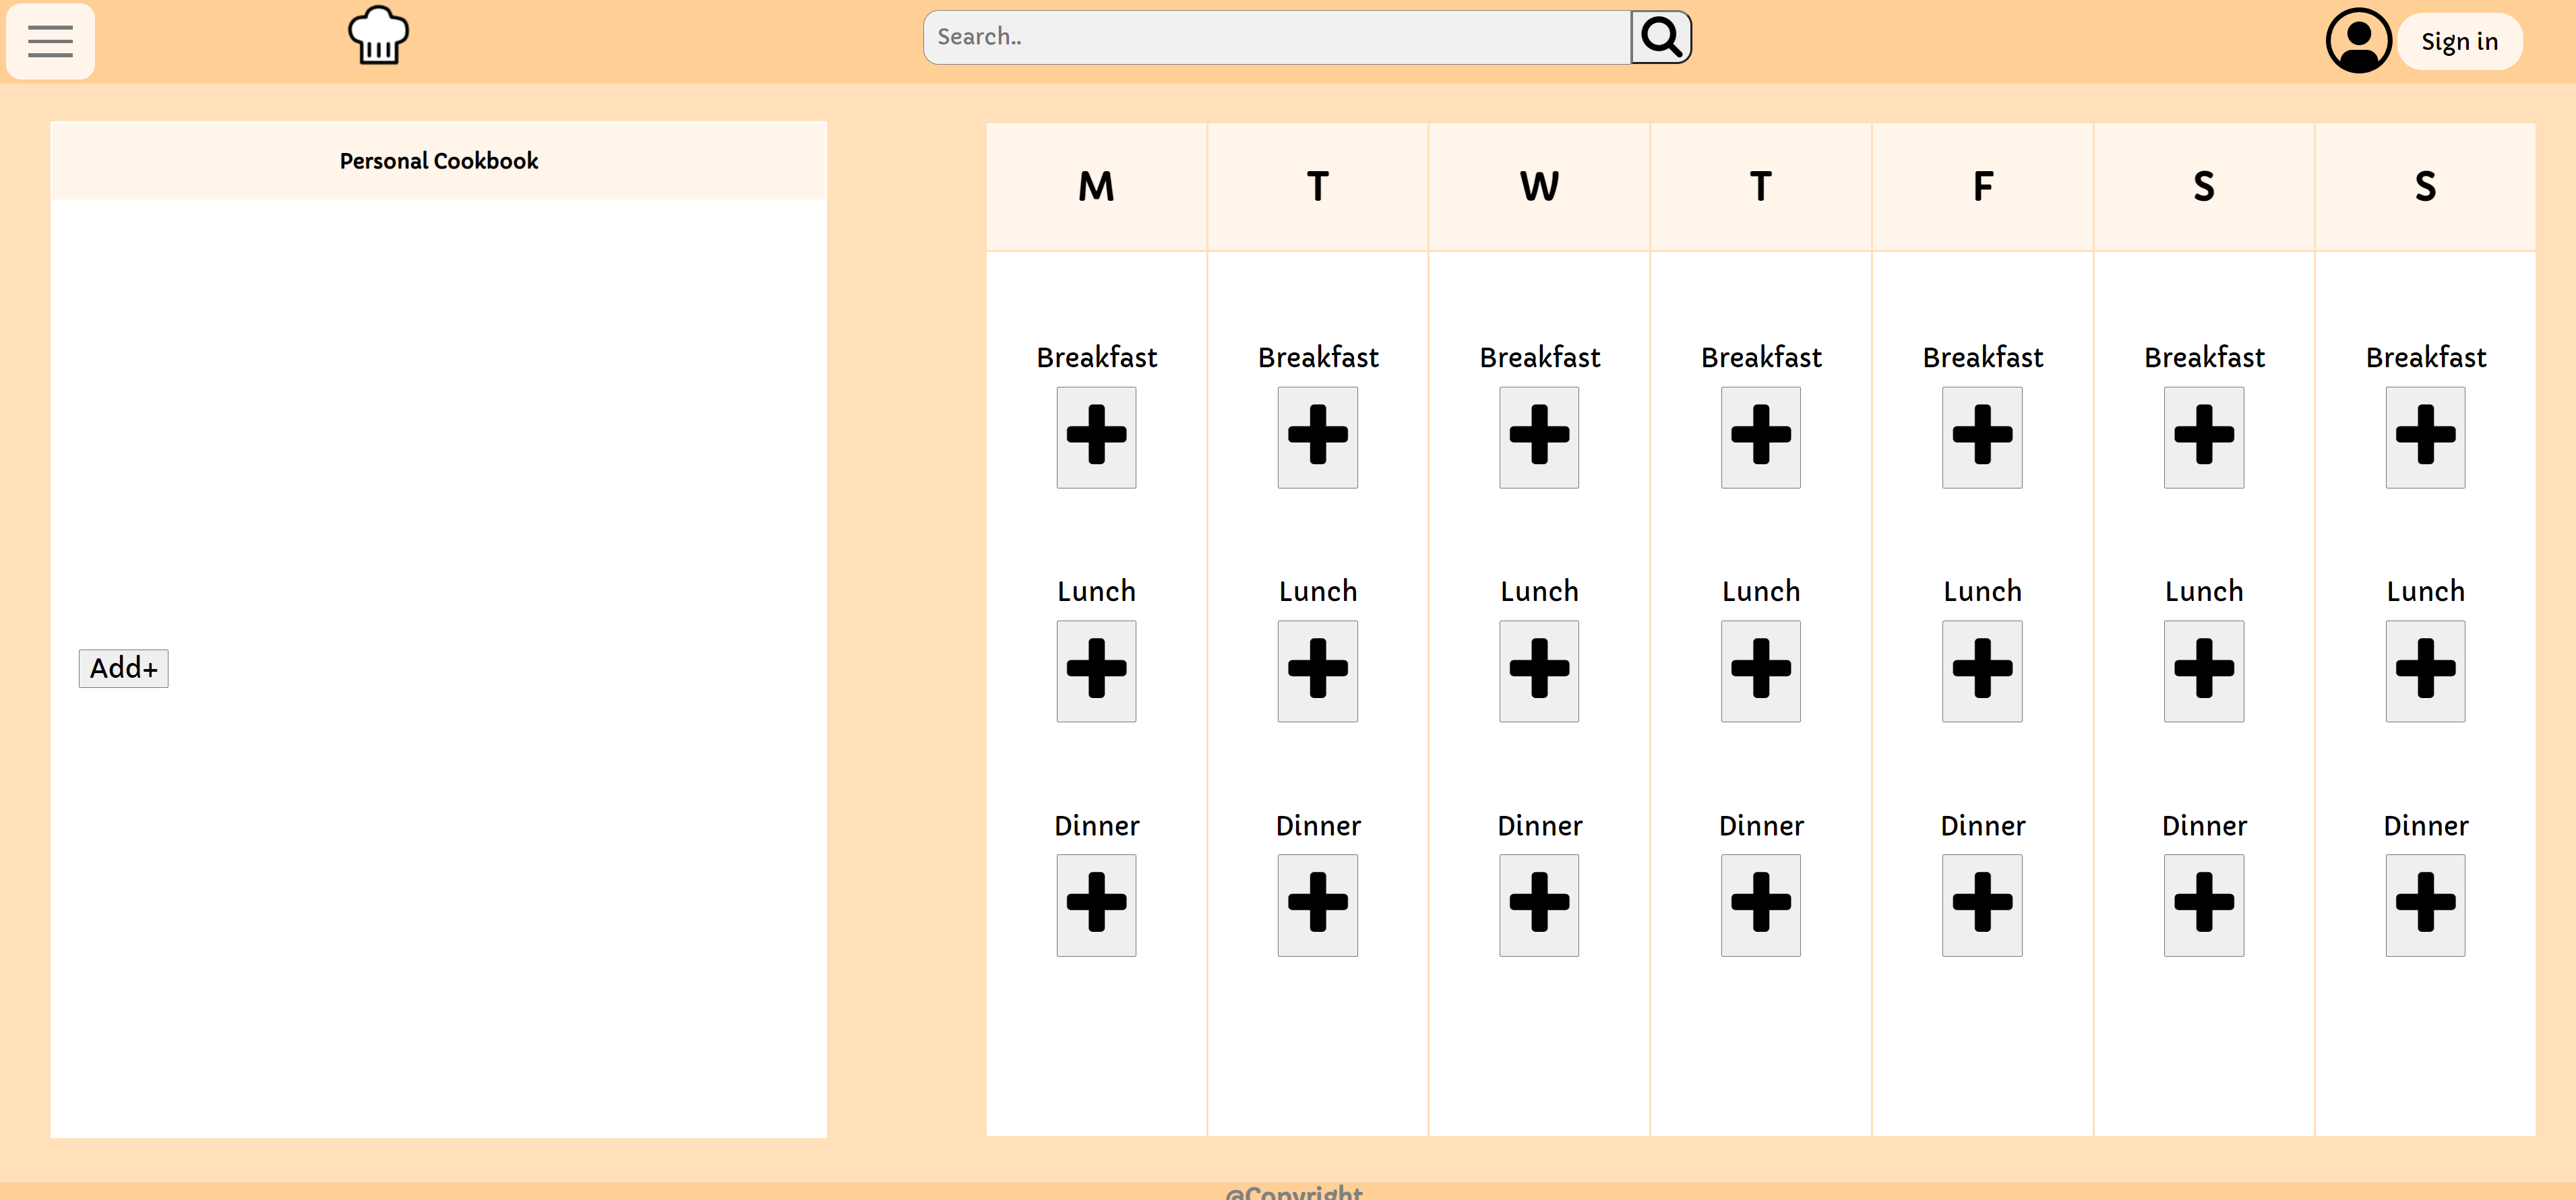 Search..
Sign in
Personal Cookbook
Add+
M T W T F S S
Breakfast Breakfast Breakfast Breakfast Breakfast Breakfast Breakfast
Lunch Lunch Lunch Lunch Lunch Lunch Lunch
Dinner Dinner Dinner Dinner Dinner Dinner Dinner
@Copyright